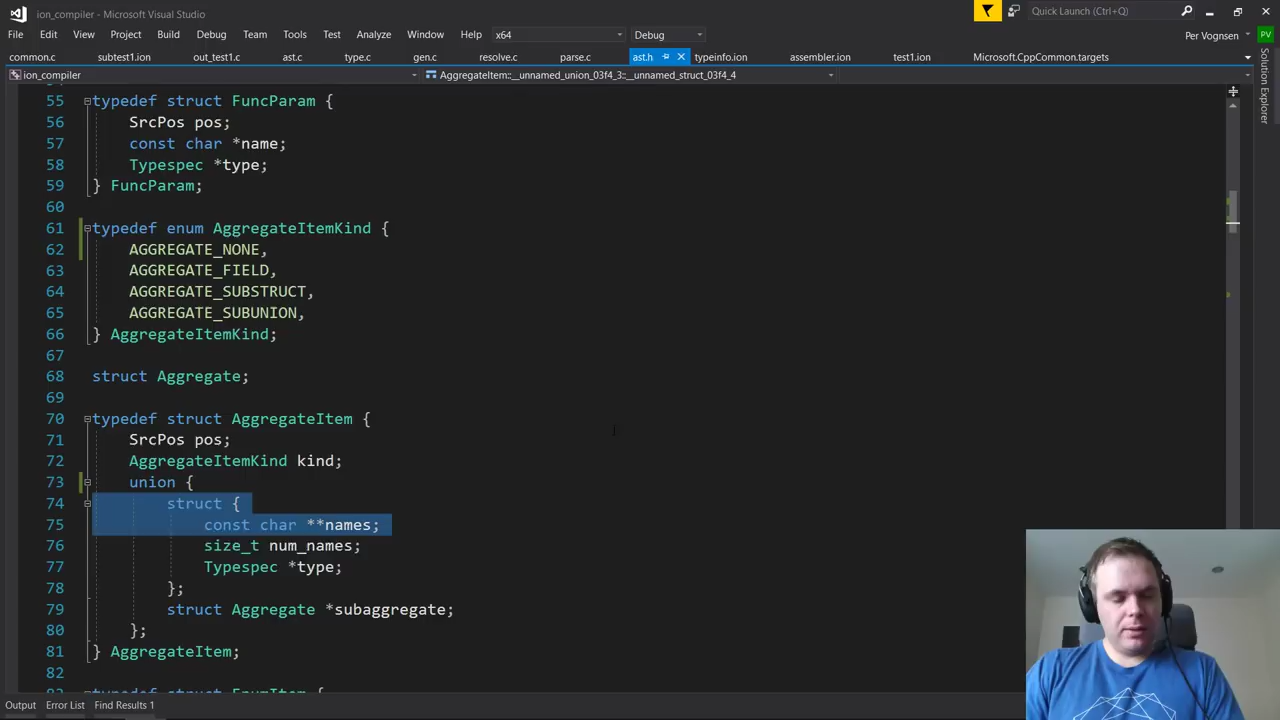 ion_compiler - Microsoft Visual Studio
Quick Launch (Ctrl+Q)
File Edit View Project Build Debug Team Tools Test Analyze Window Help x64 Debug
Per Vognsen PV
common.c subtest1.ion out_test1.c ast.c type.c gen.c resolve.c parse.c ast.h typeinfo.ion assembler.ion test1.ion Microsoft.CppCommon.targets
ion_compiler AggregateItem::__unnamed_union_03f4_3::__unnamed_struct_03f4_4
Solution Explorer
55 typedef struct FuncParam {
56 SrcPos pos;
57 const char *name;
58 Typespec *type;
59 } FuncParam;
60
61 typedef enum AggregateItemKind {
62 AGGREGATE_NONE,
63 AGGREGATE_FIELD,
64 AGGREGATE_SUBSTRUCT,
65 AGGREGATE_SUBUNION,
66 } AggregateItemKind;
67
68 struct Aggregate;
69
70 typedef struct AggregateItem {
71 SrcPos pos;
72 AggregateItemKind kind;
73 union {
74 struct {
75 const char **names;
76 size_t num_names;
77 Typespec *type;
78 };
79 struct Aggregate *subaggregate;
80 };
81 } AggregateItem;
82
Output Error List Find Results 1